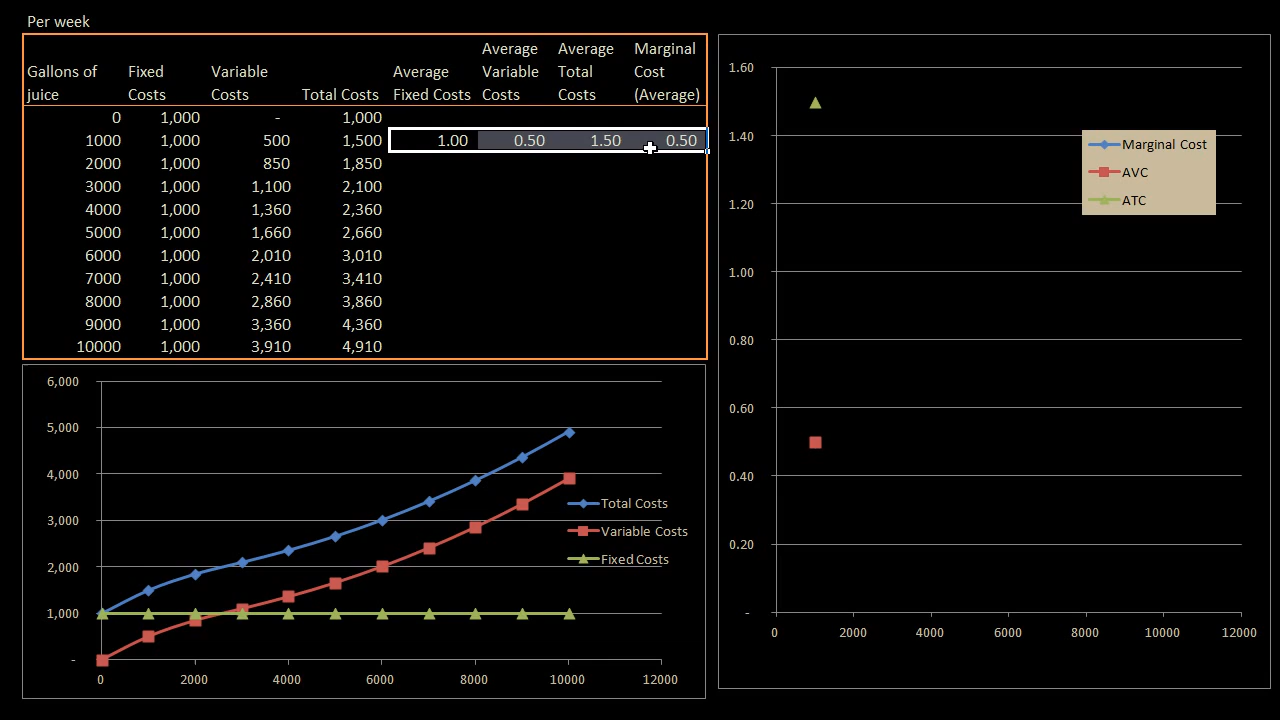 Per week
Average Average Marginal
Gallons of Fixed Variable Average Variable Total Cost
juice Costs Costs Total Costs Fixed Costs Costs Costs (Average)
0 1,000 - 1,000
1000 1,000 500 1,500 1.00 0.50 1.50 0.50
2000 1,000 850 1,850
3000 1,000 1,100 2,100
4000 1,000 1,360 2,360
5000 1,000 1,660 2,660
6000 1,000 2,010 3,010
7000 1,000 2,410 3,410
8000 1,000 2,860 3,860
9000 1,000 3,360 4,360
10000 1,000 3,910 4,910
6,000
5,000
4,000
3,000
2,000
1,000
-
0 2000 4000 6000 8000 10000 12000
Total Costs
Variable Costs
Fixed Costs
1.60
1.40
1.20
1.00
0.80
0.60
0.40
0.20
-
0 2000 4000 6000 8000 10000 12000
Marginal Cost
AVC
ATC